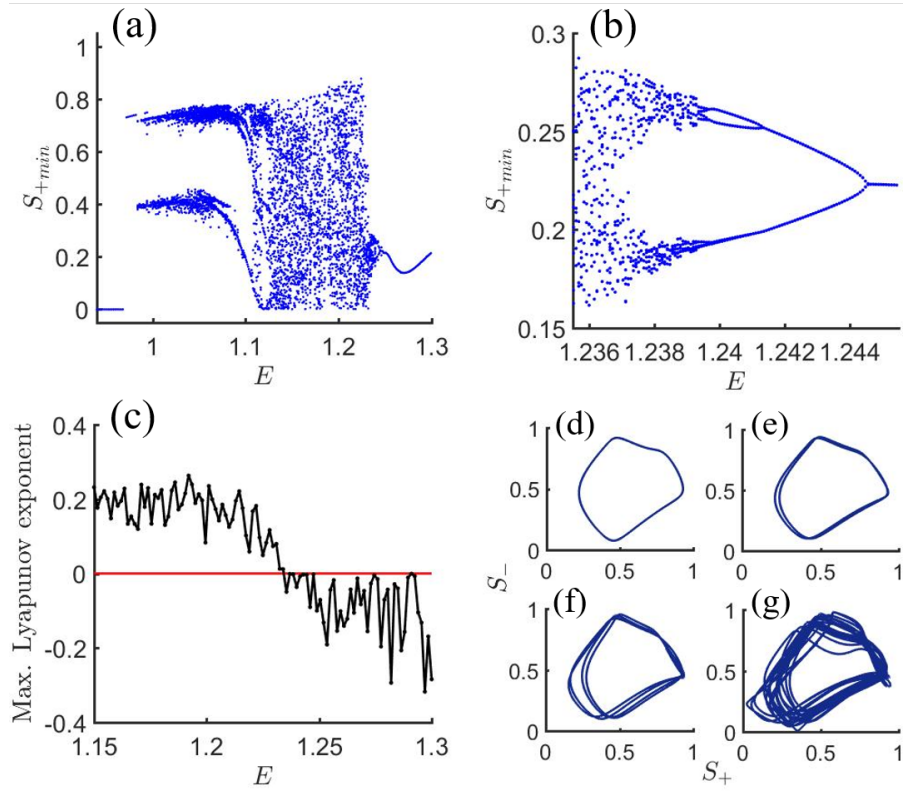 (a)
1
0.8
0.6
0.4
0.2
0
S+min
1 1.1 1.2 1.3
E
(b)
0.3
0.25
0.2
0.15
S+min
1.236 1.238 1.24 1.242 1.244
E
(c)
0.4
0.2
0
-0.2
-0.4
Max. Lyapunov exponent
1.15 1.2 1.25 1.3
E
(d)
1
0.5
0
0 0.5 1
(e)
1
0.5
0
0 0.5 1
S−
(f)
1
0.5
0
0 0.5 1
(g)
1
0.5
0
0 0.5 1
S+